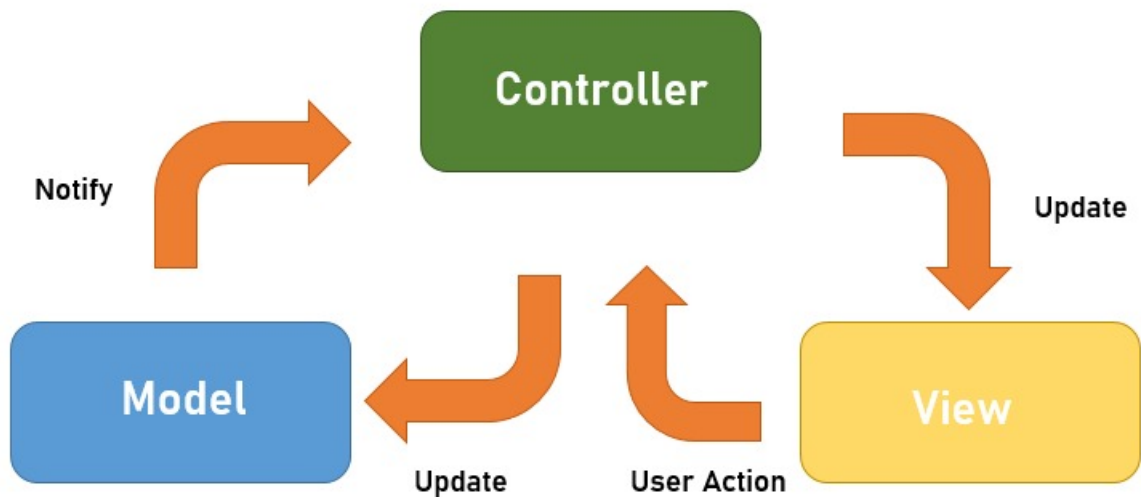 Controller
Notify
Update
Model
View
Update
User Action